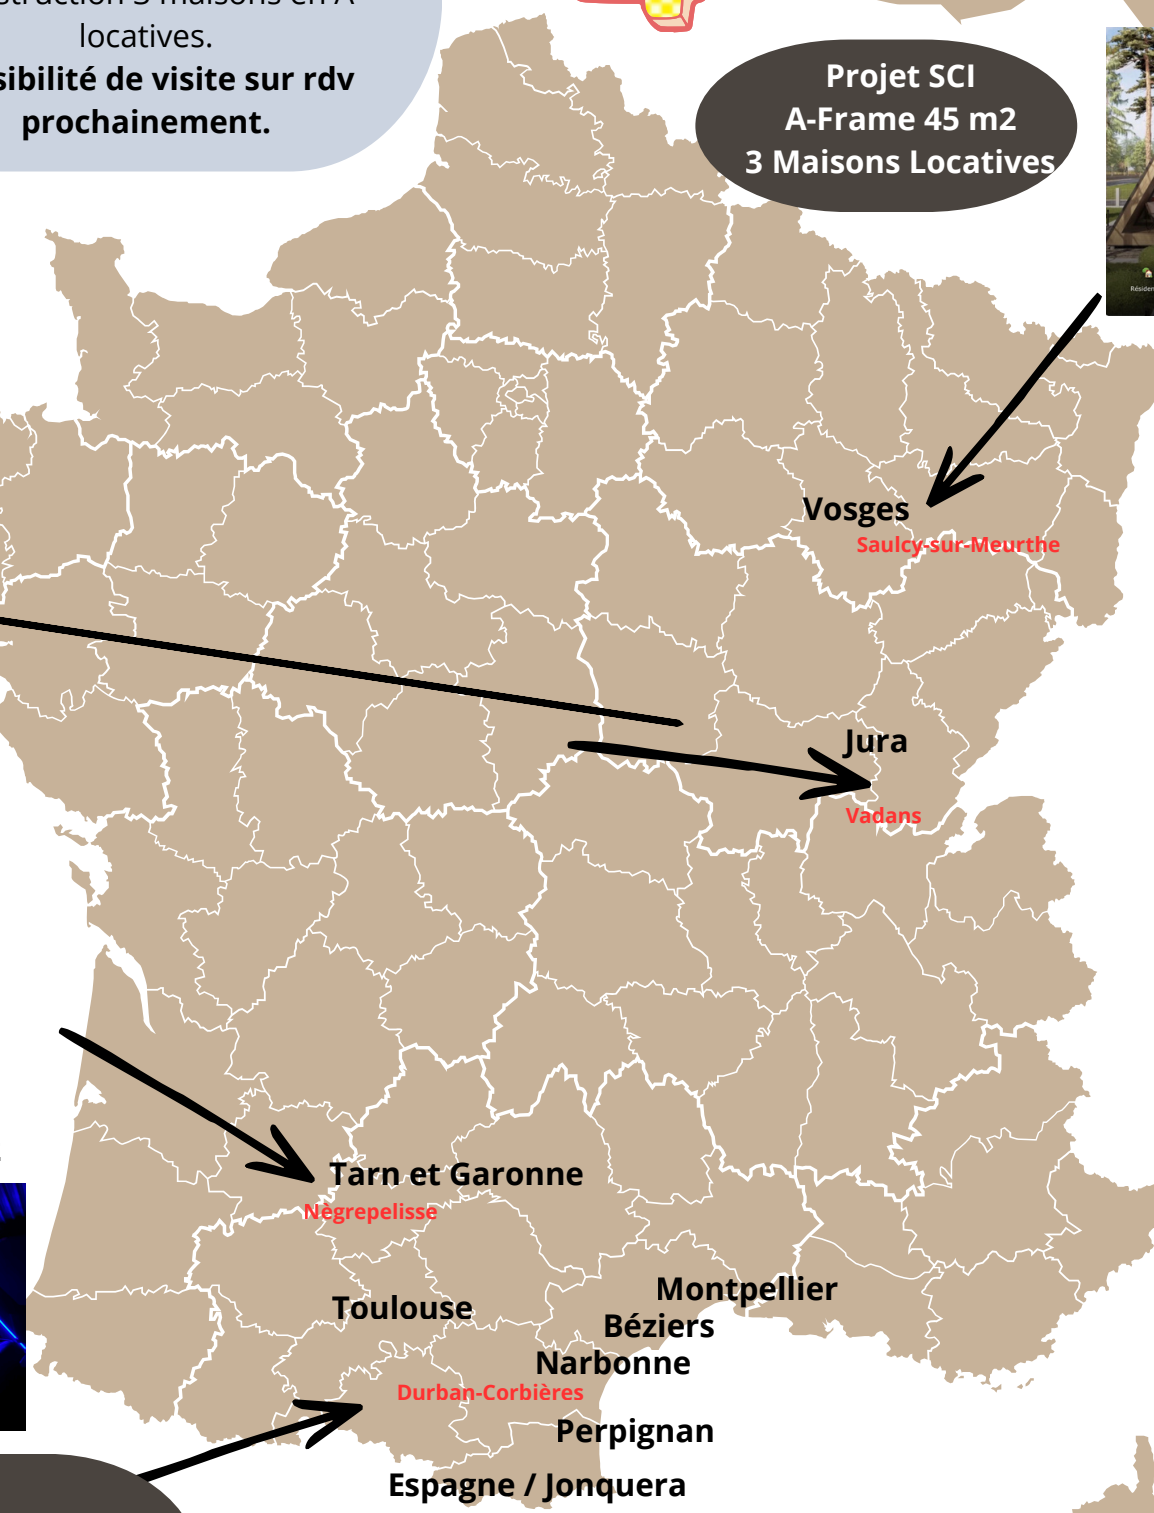 locatives.
sibilité de visite sur rdv
prochainement.
Projet SCI
A-Frame 45 m2
3 Maisons Locatives
Vosges
Saulcy-sur-Meurthe
Jura
Vadans
Tarn et Garonne
Nègrepelisse
Toulouse
Montpellier
Béziers
Narbonne
Durban-Corbières
Perpignan
Espagne / Jonquera